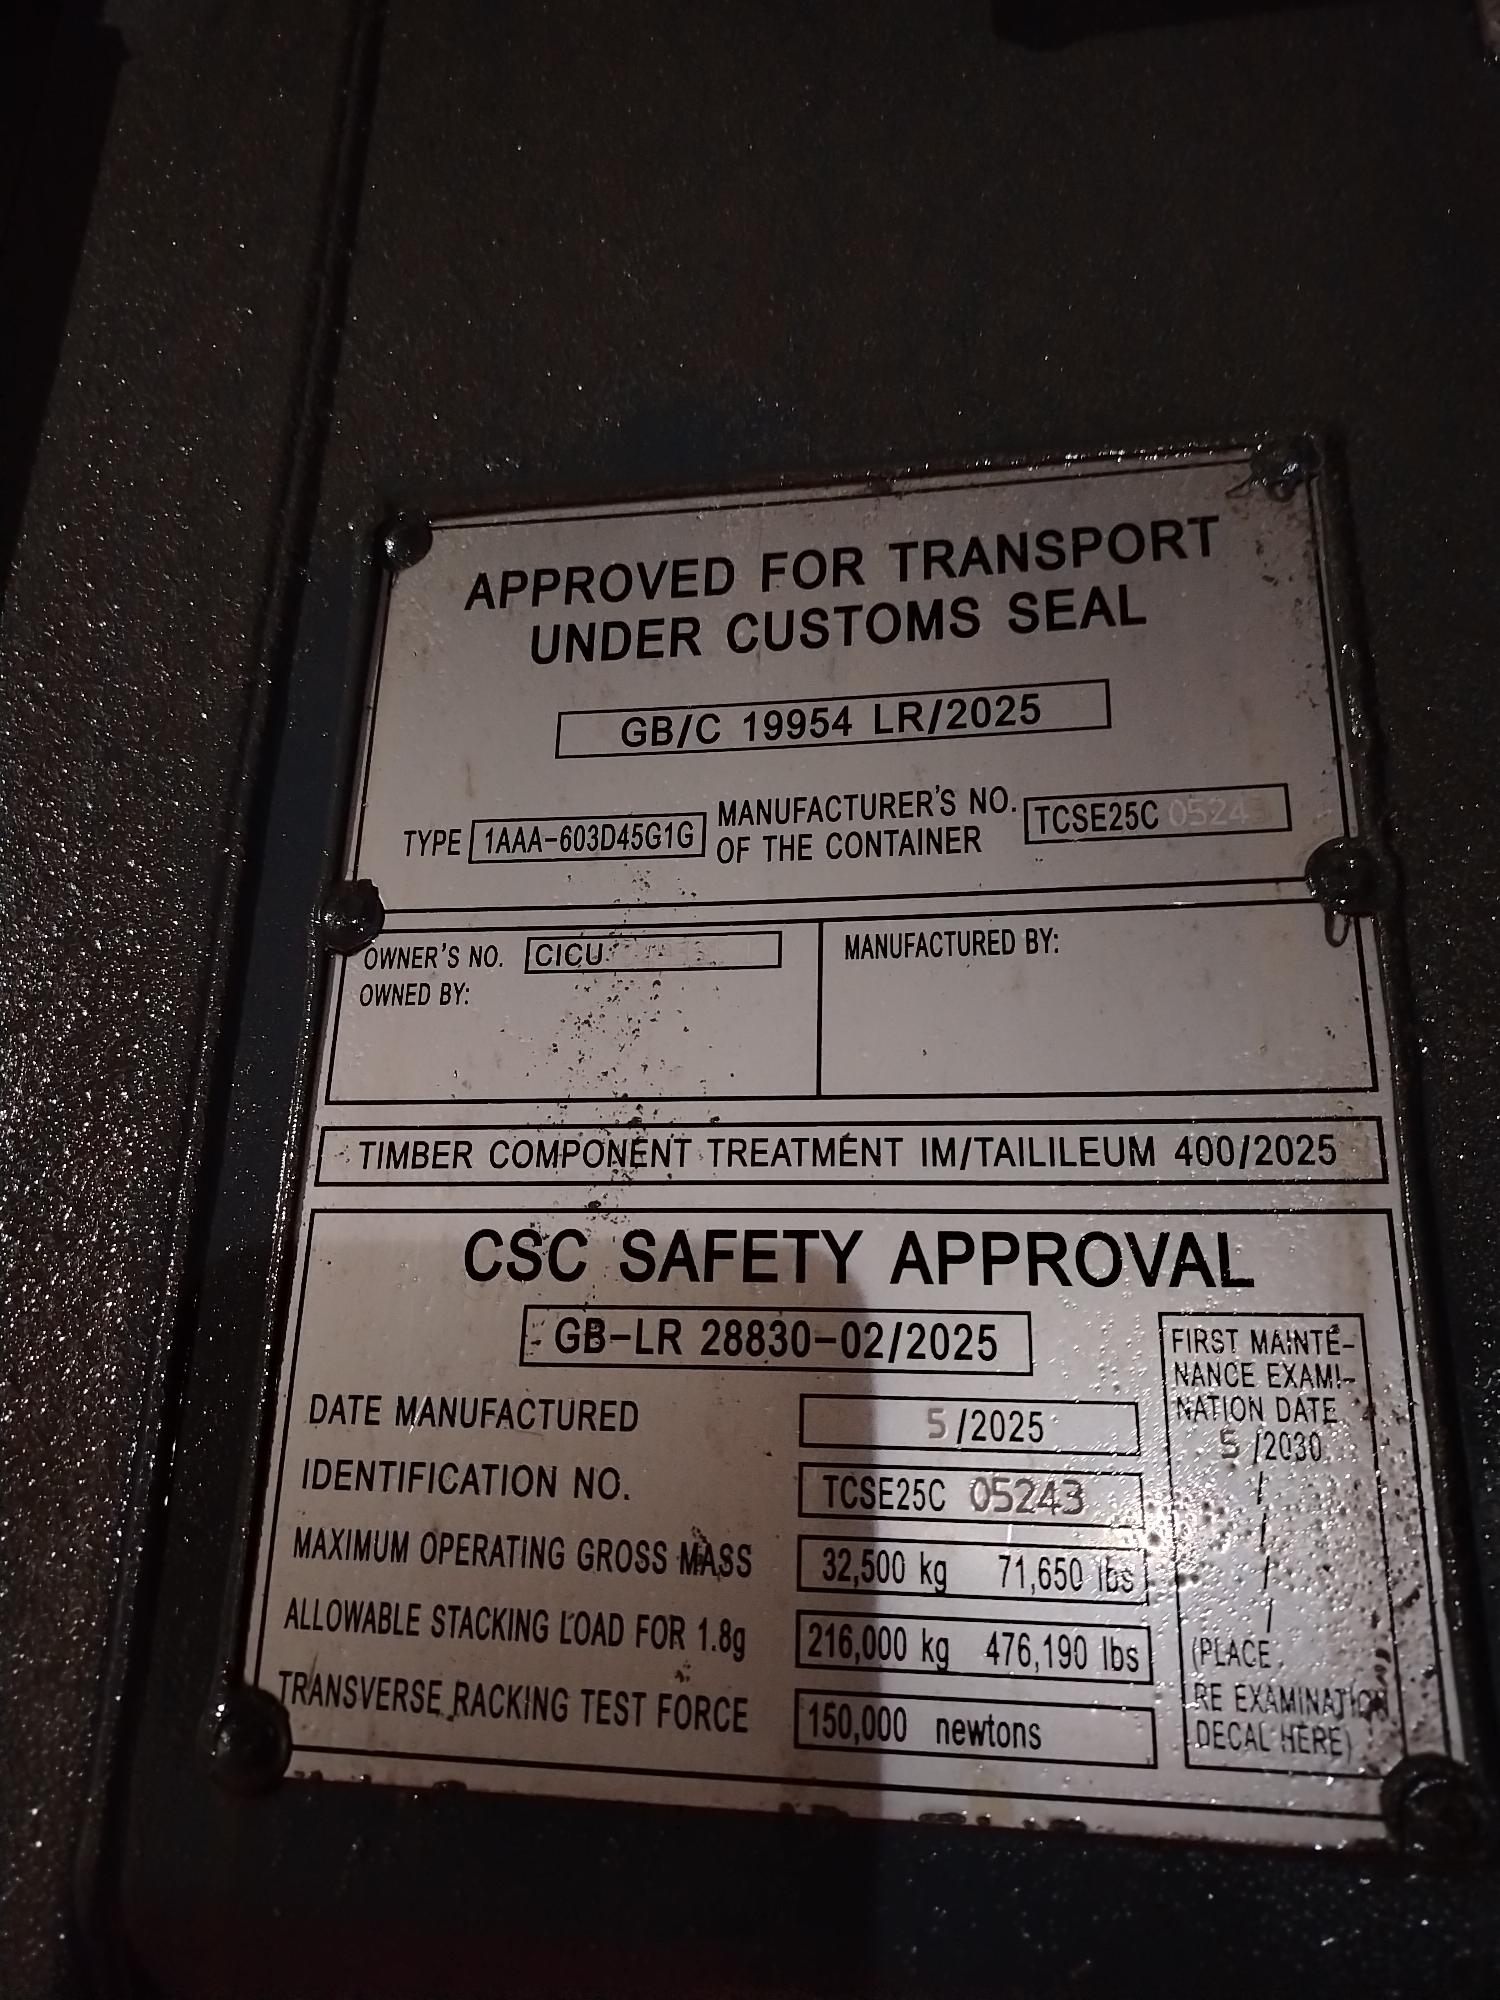 APPROVED FOR TRANSPORT
UNDER CUSTOMS SEAL
GB/C 19954 LR/2025
TYPE 1AAA-603D45G1G MANUFACTURER'S NO. OF THE CONTAINER TCSE25C 05243
OWNER'S NO. CICU
OWNED BY:
MANUFACTURED BY:
TIMBER COMPONENT TREATMENT IM/TAILILEUM 400/2025
CSC SAFETY APPROVAL
GB-LR 28830-02/2025
DATE MANUFACTURED 5/2025
IDENTIFICATION NO. TCSE25C 05243
MAXIMUM OPERATING GROSS MASS 32,500 kg 71,650 lbs
ALLOWABLE STACKING LOAD FOR 1.8g 216,000 kg 476,190 lbs
TRANSVERSE RACKING TEST FORCE 150,000 newtons
FIRST MAINTE-
NANCE EXAMI-
NATION DATE
5 /2030
/
/
/
/
(PLACE
RE EXAMINATION
DECAL HERE)